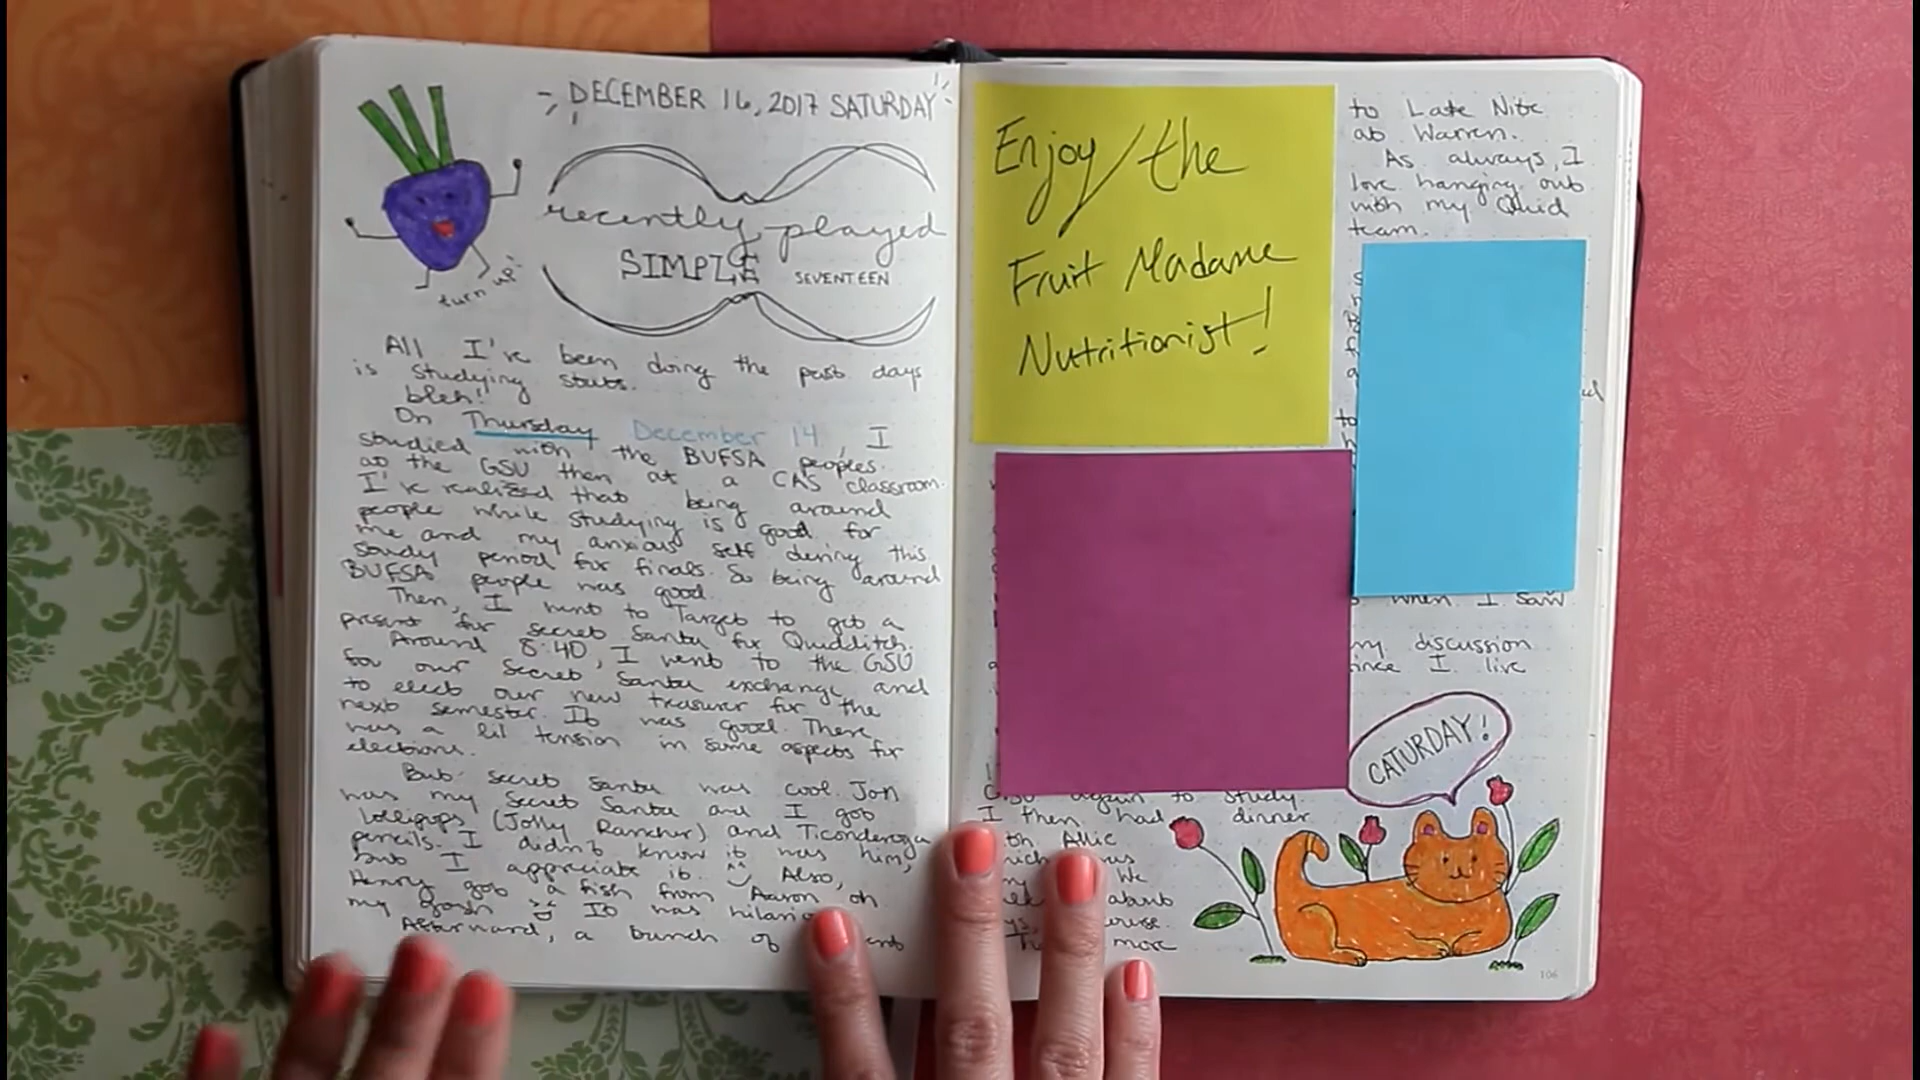 DECEMBER 16, 2017 SATURDAY
recently played
SIMPLE SEVENTEEN
turn up
All I've been doing the past days
is studying stats.
bleh!!
On Thursday December 14, I
studied with the BUFSA peoples
at the GSU then at a CAS classroom.
I've realized that being around
people while studying is good for
me and my anxious self during this
study period for finals. So being around
BUFSA people was good.
Then, I went to Target to get a
present for secret Santa for Quidditch.
Around 8:40, I went to the GSU
for our Secret Santa exchange and
to elect our new treasurer for the
next semester. It was good. There
was a lil tension in some aspects for
elections.
But secret Santa was cool. Jon
was my Secret Santa and I got
lollipops (Jolly Rancher) and Ticonderoga
pencils. I didn't know it was him,
but I appreciate it. Also,
Henry got a fish from Aaron oh
my gosh It was
Afterward, a bunch of
Enjoy the
Fruit Madame
Nutritionist!
to Late Nite
at Warren.
As always, I
love hanging out
with my Quid
team.
when I saw
my discussion
since I live
again to study.
I then had dinner
Allie
was
We
about
more
CATURDAY!
106